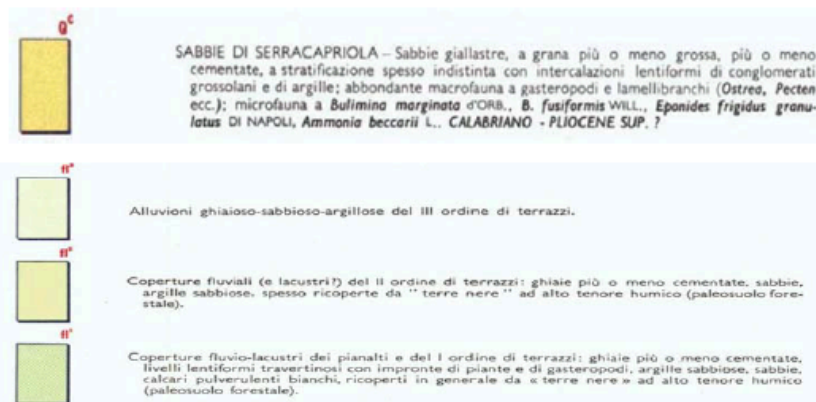 Qᶜ
SABBIE DI SERRACAPRIOLA – Sabbie giallastre, a grana più o meno grossa, più o meno
cementate, a stratificazione spesso indistinta con intercalazioni lentiformi di conglomerati
grossolani e di argille; abbondante macrofauna a gasteropodi e lamellibranchi (Ostrea, Pecten
ecc.); microfauna a Bulimina marginata d'ORB., B. fusiformis WILL., Eponides frigidus granu-
latus DI NAPOLI, Ammonia beccarii L.. CALABRIANO - PLIOCENE SUP. ?
Alluvioni ghiaioso-sabbioso-argillose del III ordine di terrazzi.
Coperture fluviali (e lacustri?) del II ordine di terrazzi: ghiaie più o meno cementate, sabbie,
argille sabbiose, spesso ricoperte da " terre nere " ad alto tenore humico (paleosuolo fore-
stale).
Coperture fluvio-lacustri dei pianalti e del I ordine di terrazzi: ghiaie più o meno cementate,
livelli lentiformi travertinosi con impronte di piante e di gasteropodi, argille sabbiose, sabbie,
calcari pulverulenti bianchi, ricoperti in generale da « terre nere » ad alto tenore humico
(paleosuolo forestale).